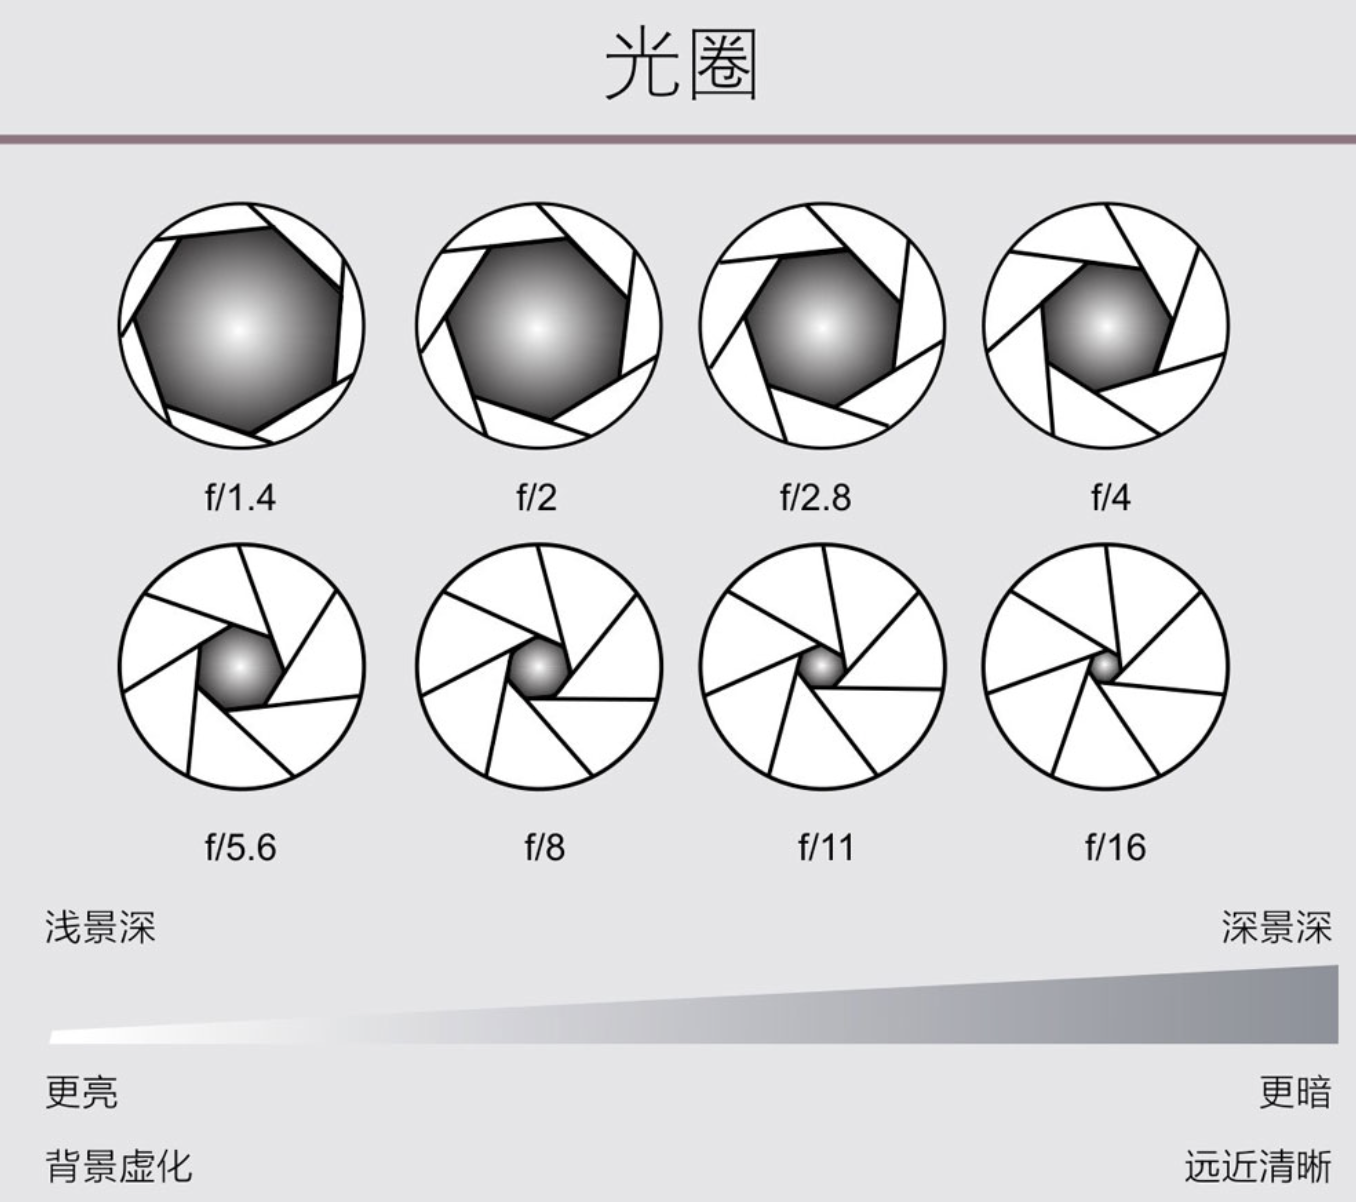 光圈
f/1.4 f/2 f/2.8 f/4
f/5.6 f/8 f/11 f/16
浅景深 深景深
更亮 更暗
背景虚化 远近清晰